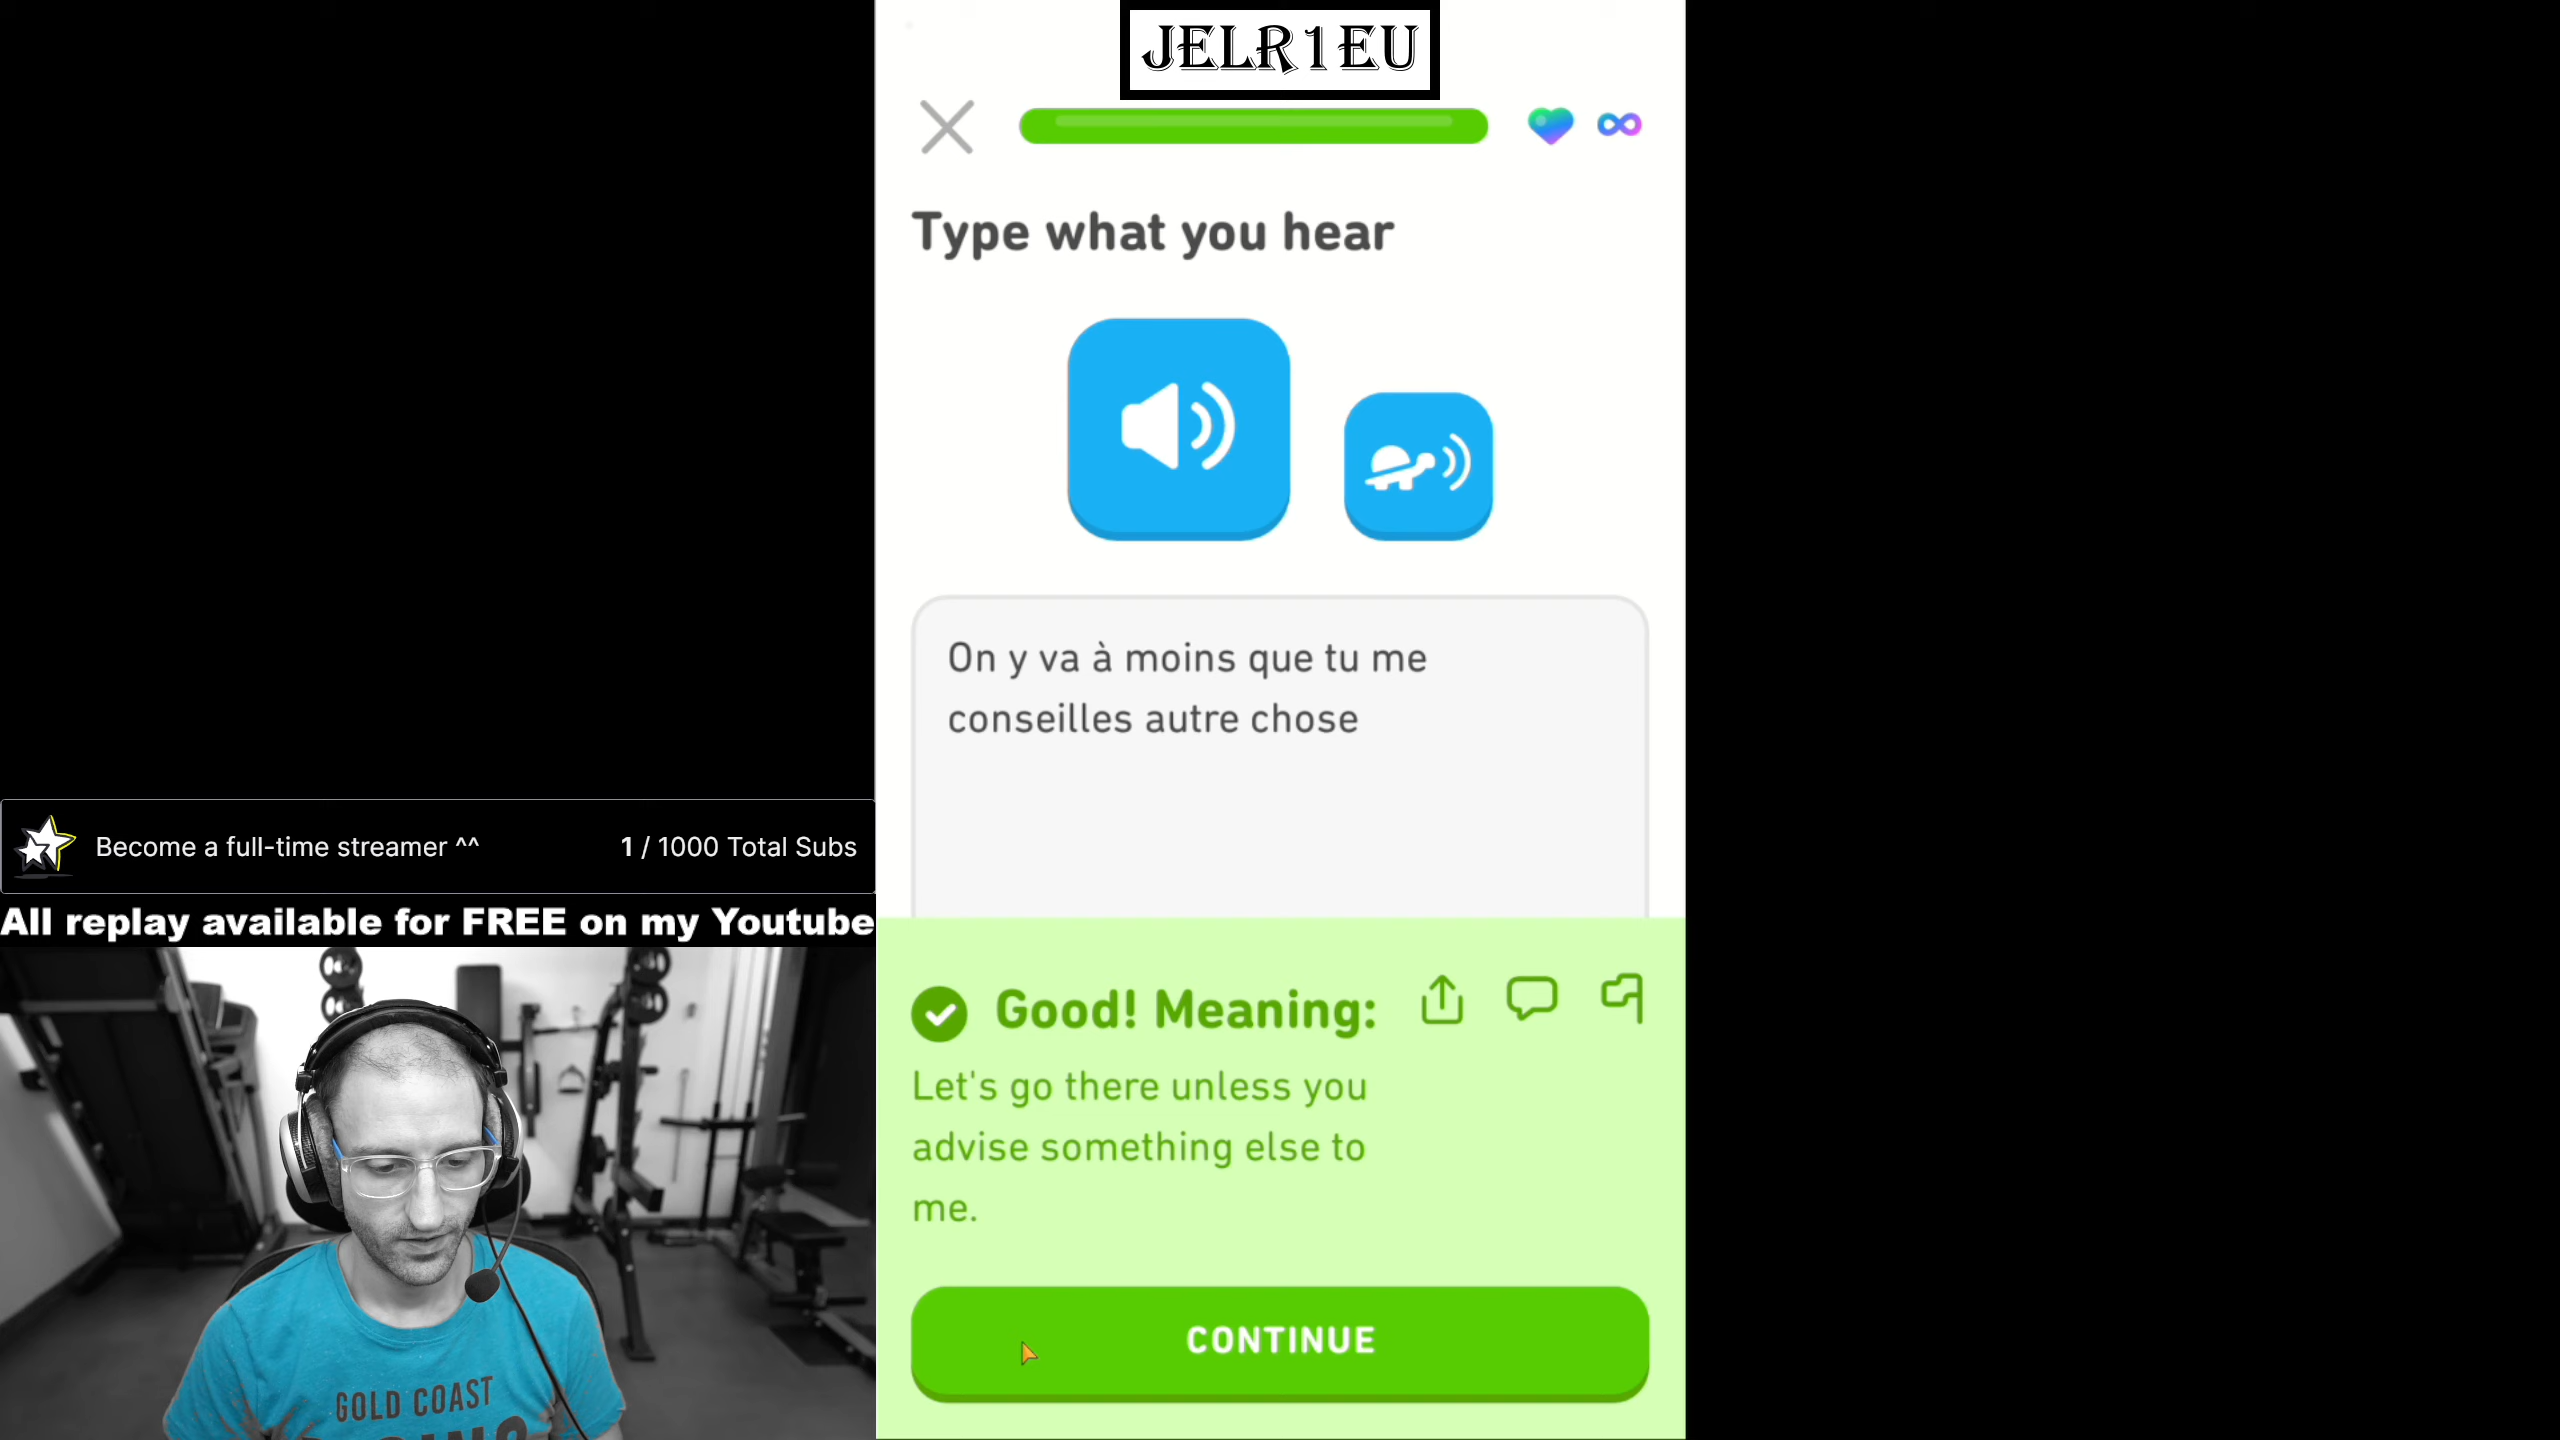 JELR1EU
Type what you hear
On y va à moins que tu me
conseilles autre chose
Become a full-time streamer ^^ 1 / 1000 Total Subs
All replay available for FREE on my Youtube
Good! Meaning:
Let's go there unless you
advise something else to
me.
CONTINUE
GOLD COAST